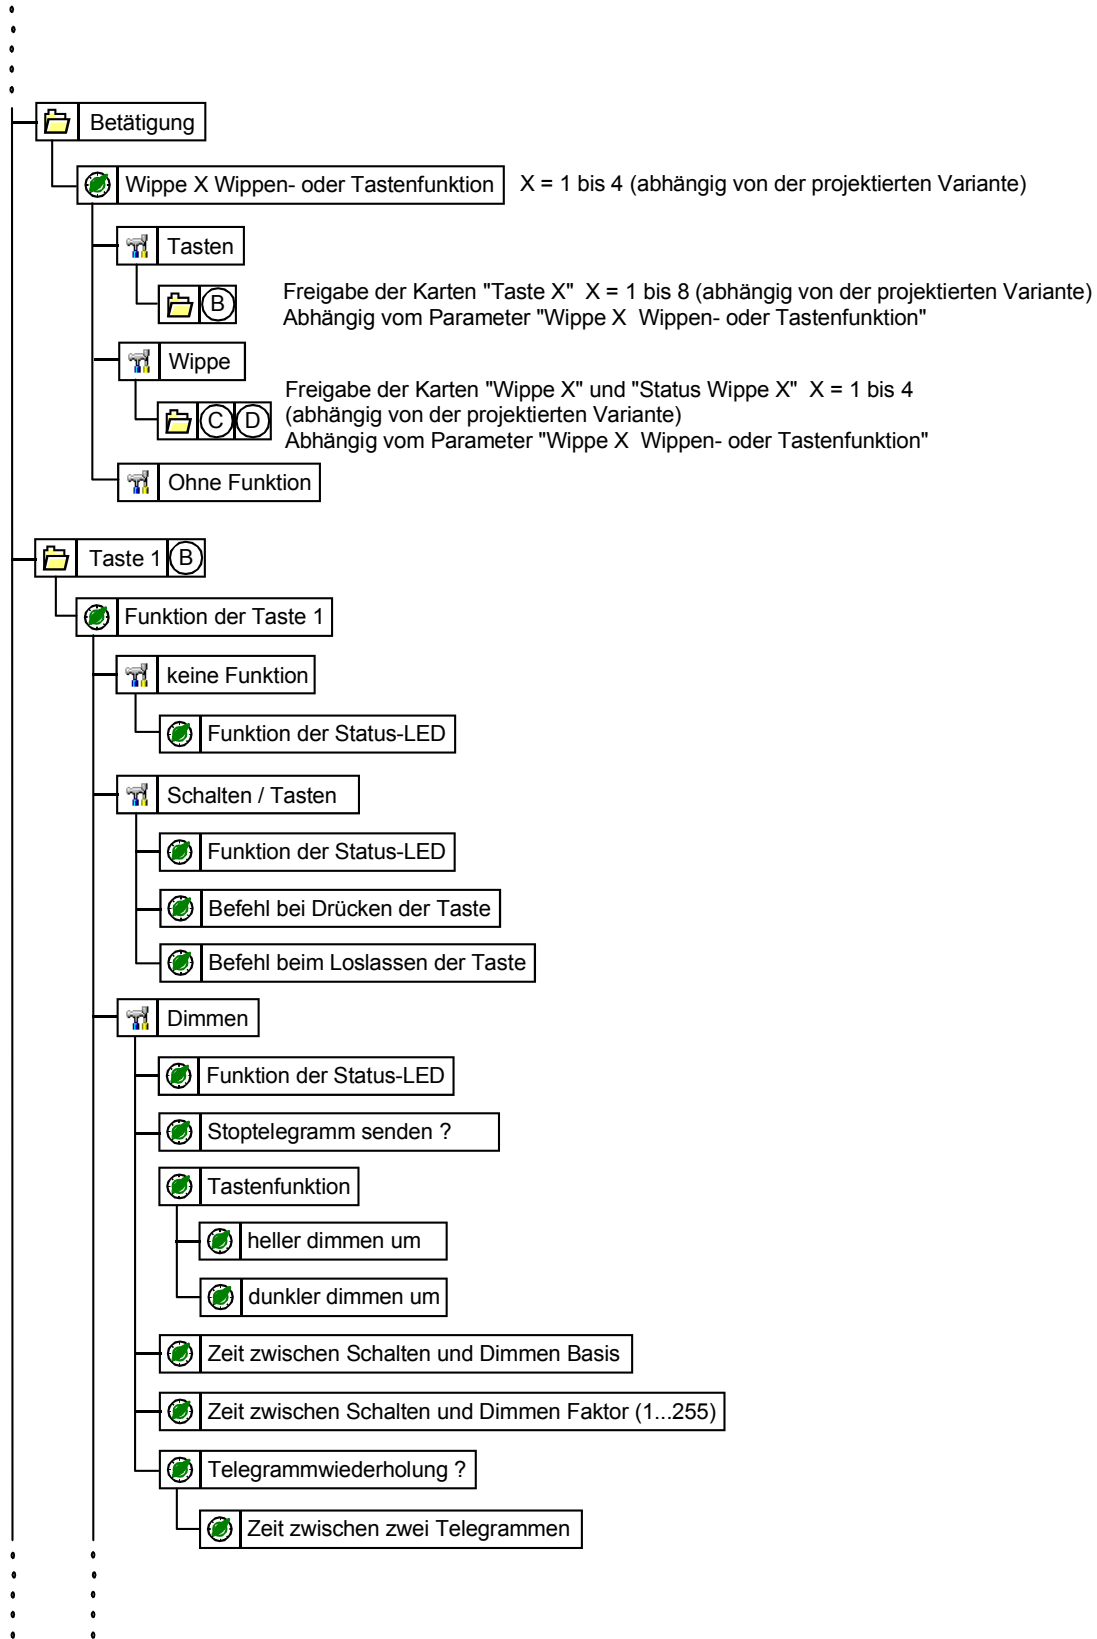 Betätigung
Wippe X Wippen- oder Tastenfunktion X = 1 bis 4 (abhängig von der projektierten Variante)
Tasten
B Freigabe der Karten "Taste X" X = 1 bis 8 (abhängig von der projektierten Variante)
Abhängig vom Parameter "Wippe X Wippen- oder Tastenfunktion"
Wippe
Freigabe der Karten "Wippe X" und "Status Wippe X" X = 1 bis 4
C D (abhängig von der projektierten Variante)
Abhängig vom Parameter "Wippe X Wippen- oder Tastenfunktion"
Ohne Funktion
Taste 1 B
Funktion der Taste 1
keine Funktion
Funktion der Status-LED
Schalten / Tasten
Funktion der Status-LED
Befehl bei Drücken der Taste
Befehl beim Loslassen der Taste
Dimmen
Funktion der Status-LED
Stoptelegramm senden ?
Tastenfunktion
heller dimmen um
dunkler dimmen um
Zeit zwischen Schalten und Dimmen Basis
Zeit zwischen Schalten und Dimmen Faktor (1...255)
Telegrammwiederholung ?
Zeit zwischen zwei Telegrammen